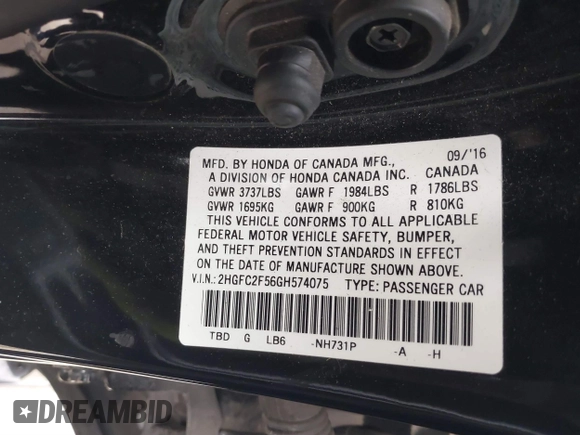 09/'16
MFD. BY HONDA OF CANADA MFG.,
A DIVISION OF HONDA CANADA INC. CANADA
GVWR 3737LBS GAWR F 1984LBS R 1786LBS
GVWR 1695KG GAWR F 900KG R 810KG
THIS VEHICLE CONFORMS TO ALL APPLICABLE
FEDERAL MOTOR VEHICLE SAFETY, BUMPER,
AND THEFT PREVENTION STANDARDS IN EFFECT
ON THE DATE OF MANUFACTURE SHOWN ABOVE.
V.I.N.: 2HGFC2F56GH574075 TYPE: PASSENGER CAR
TBD G LB6 -NH731P -A -H
DREAMBID